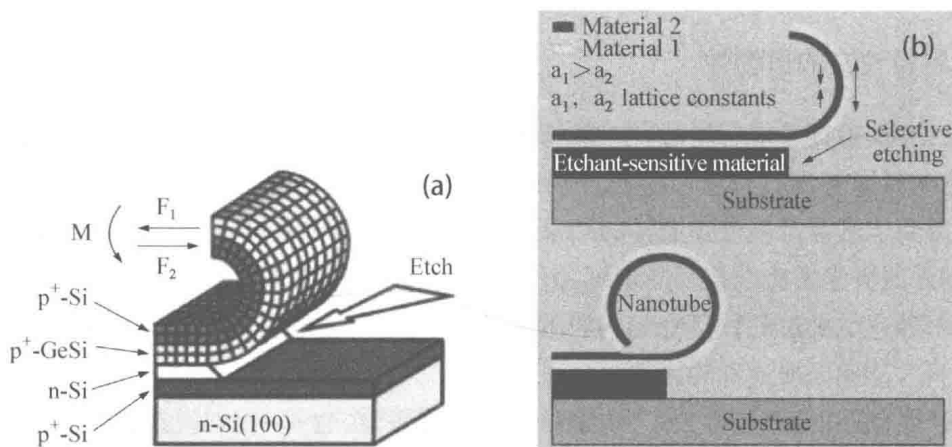 (a)
F₁
M
F₂
Etch
p⁺-Si
p⁺-GeSi
n-Si
p⁺-Si
n-Si(100)
(b)
Material 2
Material 1
a₁>a₂
a₁, a₂ lattice constants
Selective
etching
Etchant-sensitive material
Substrate
Nanotube
Substrate